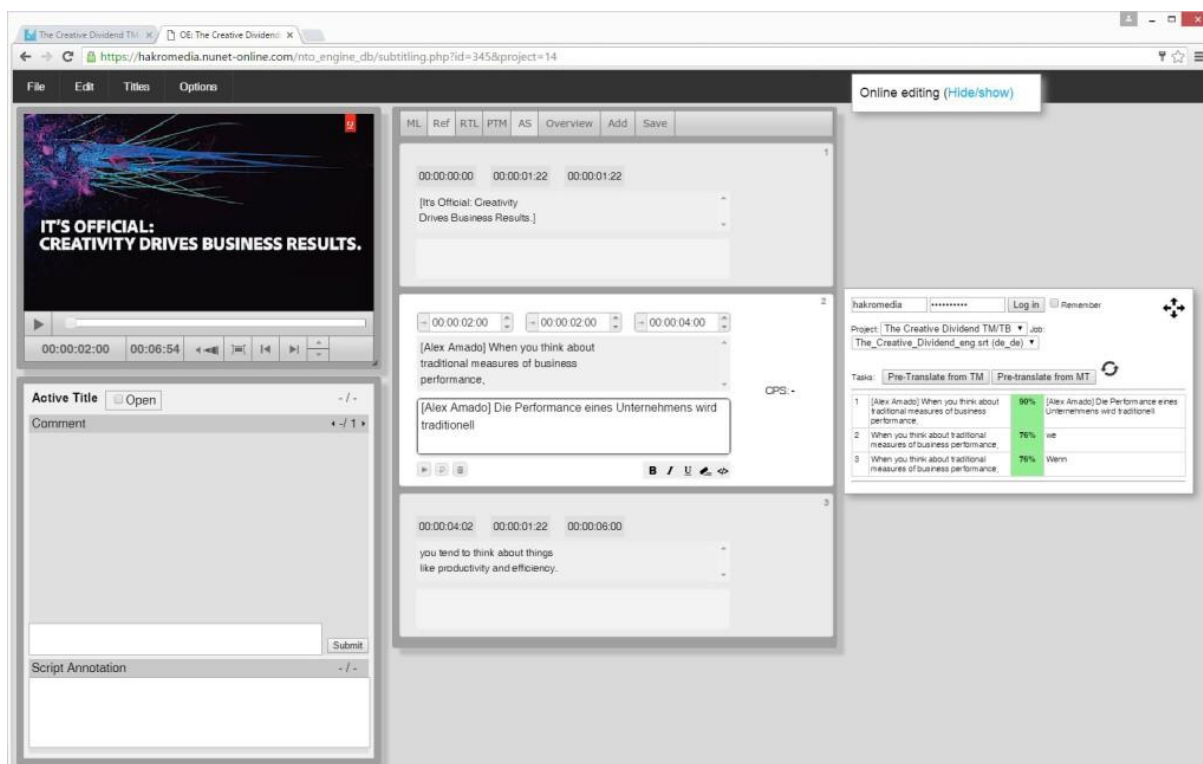 The Creative Dividend TM
OE: The Creative Dividend:
https://hakromedia.nunet-online.com/nto_engine_db/subtitling.php?id=345&project=14
File Edit Titles Options
Online editing (Hide/show)
IT'S OFFICIAL:
CREATIVITY DRIVES BUSINESS RESULTS.
00:00:02:00 00:06:54
Active Title Open - / -
Comment - / 1
Submit
Script Annotation - / -
ML Ref RTL PTM AS Overview Add Save
1
00:00:00:00 00:00:01:22 00:00:01:22
[It's Official: Creativity
Drives Business Results.]
2
00:00:02:00 00:00:02:00 00:00:04:00
[Alex Amado] When you think about
traditional measures of business
performance,
CPS:-
[Alex Amado] Die Performance eines Unternehmens wird
traditionell
B I U </>
3
00:00:04:02 00:00:01:22 00:00:06:00
you tend to think about things
like productivity and efficiency.
hakromedia •••••••••• Log in Remember
Project: The Creative Dividend TM/TB Job:
The_Creative_Dividend_eng.srt (de_de)
Tasks: Pre-Translate from TM Pre-translate from MT
1 [Alex Amado] When you think about traditional measures of business performance, 99% [Alex Amado] Die Performance eines Unternehmens wird traditionell
2 When you think about traditional measures of business performance, 76% we
3 When you think about traditional measures of business performance, 76% Wenn